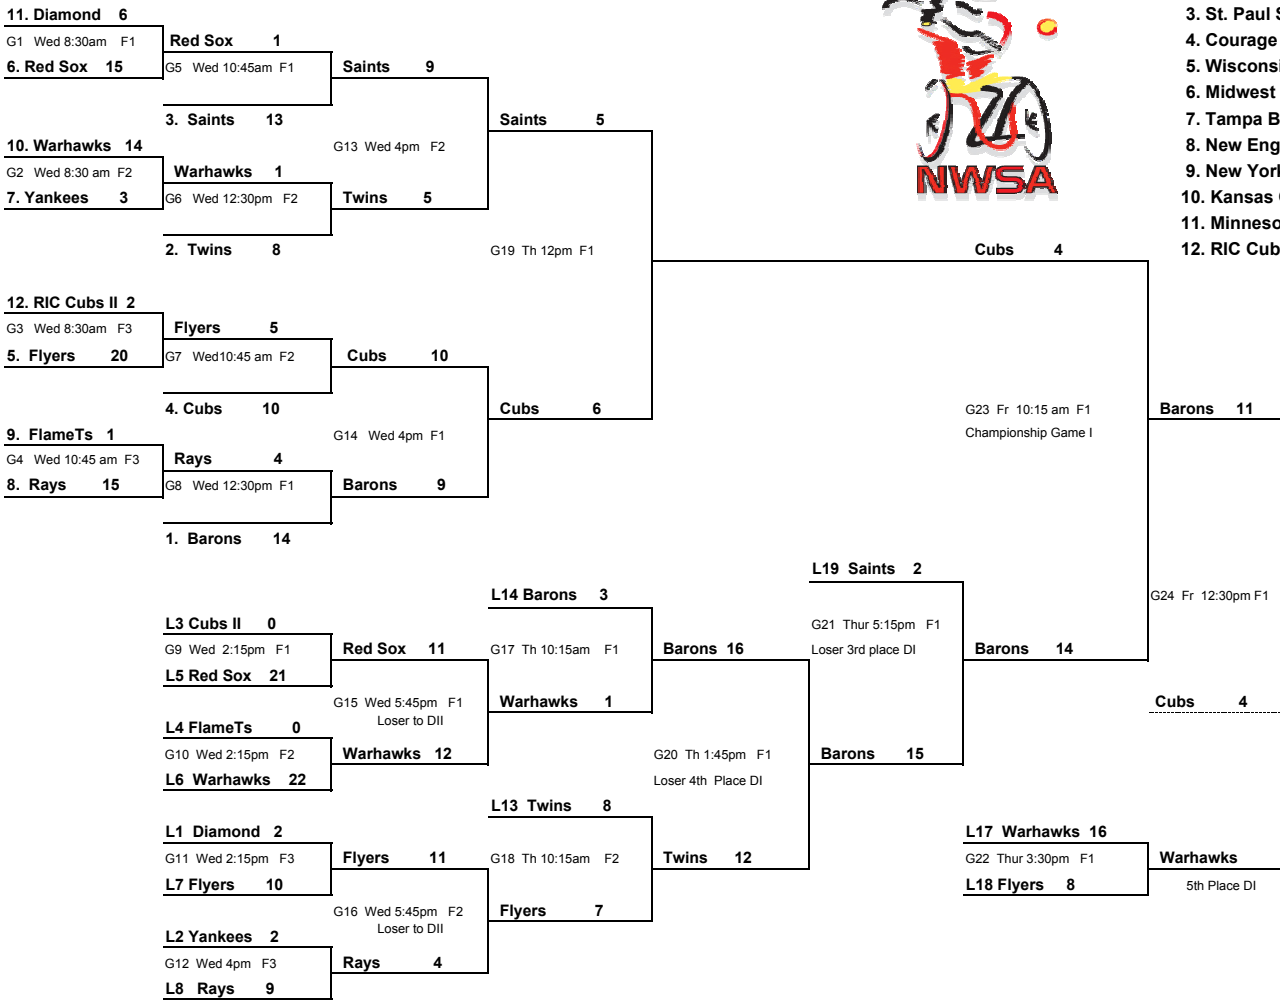 11. Diamond 6
G1 Wed 8:30am F1
6. Red Sox 15
Red Sox 1
G5 Wed 10:45am F1
3. Saints 13
Saints 9
10. Warhawks 14
G2 Wed 8:30 am F2
7. Yankees 3
Warhawks 1
G6 Wed 12:30pm F2
2. Twins 8
G13 Wed 4pm F2
Twins 5
Saints 5
G19 Th 12pm F1
12. RIC Cubs II 2
G3 Wed 8:30am F3
5. Flyers 20
Flyers 5
G7 Wed10:45 am F2
4. Cubs 10
Cubs 10
9. FlameTs 1
G4 Wed 10:45 am F3
8. Rays 15
Rays 4
G8 Wed 12:30pm F1
1. Barons 14
G14 Wed 4pm F1
Barons 9
Cubs 6
NWSA
3. St. Paul
4. Courage
5. Wisconsi
6. Midwest
7. Tampa B
8. New Eng
9. New York
10. Kansas
11. Minneso
12. RIC Cub
Cubs 4
G23 Fr 10:15 am F1
Championship Game I
Barons 11
L3 Cubs II 0
G9 Wed 2:15pm F1
L5 Red Sox 21
Red Sox 11
L4 FlameTs 0
G10 Wed 2:15pm F2
L6 Warhawks 22
G15 Wed 5:45pm F1
Loser to DII
Warhawks 12
L14 Barons 3
G17 Th 10:15am F1
Warhawks 1
Barons 16
L1 Diamond 2
G11 Wed 2:15pm F3
L7 Flyers 10
Flyers 11
L2 Yankees 2
G12 Wed 4pm F3
L8 Rays 9
G16 Wed 5:45pm F2
Loser to DII
Rays 4
L13 Twins 8
G18 Th 10:15am F2
Flyers 7
G20 Th 1:45pm F1
Loser 4th Place DI
Twins 12
L19 Saints 2
G21 Thur 5:15pm F1
Loser 3rd place DI
Barons 15
Barons 14
G24 Fr 12:30pm F1
Cubs 4
L17 Warhawks 16
G22 Thur 3:30pm F1
L18 Flyers 8
Warhawks
5th Place DI